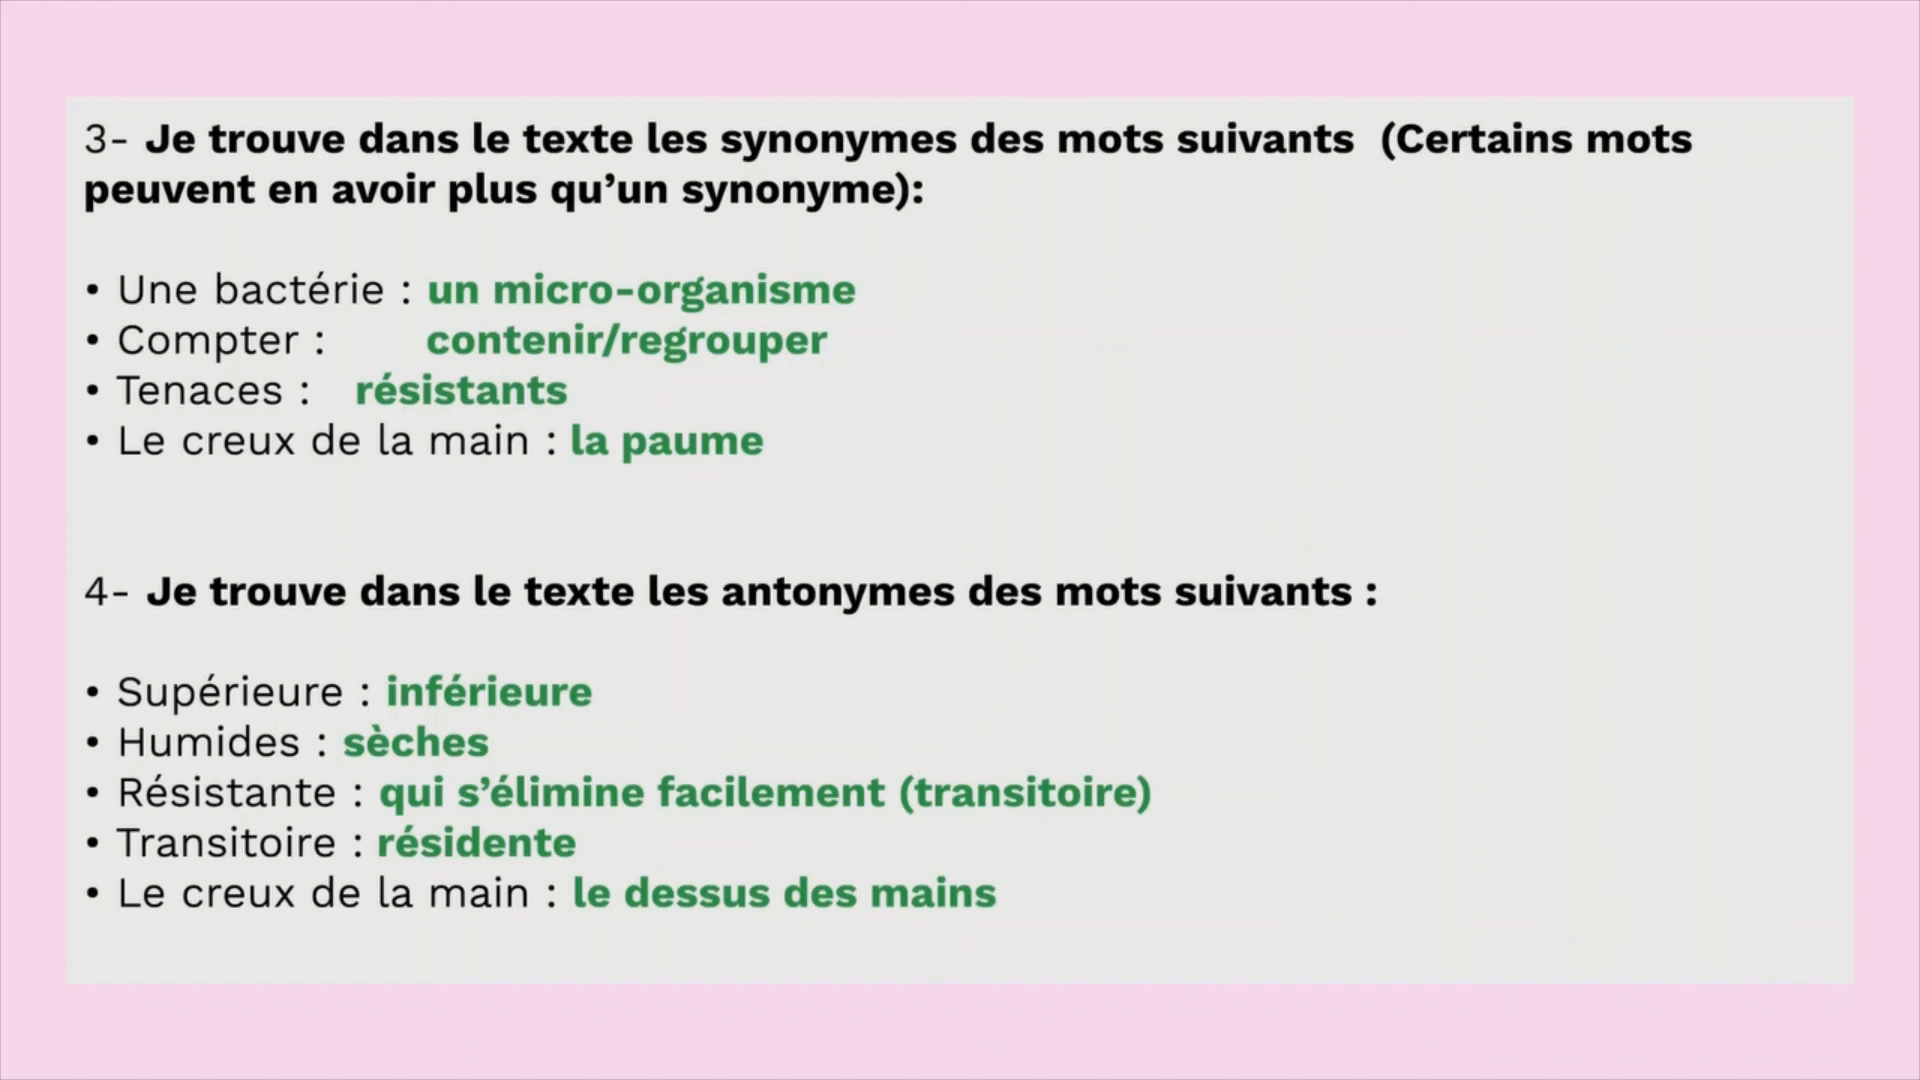 3- Je trouve dans le texte les synonymes des mots suivants  (Certains mots
peuvent en avoir plus qu’un synonyme):
• Une bactérie : un micro-organisme
• Compter : contenir/regrouper
• Tenaces : résistants
• Le creux de la main : la paume
4- Je trouve dans le texte les antonymes des mots suivants :
• Supérieure : inférieure
• Humides : sèches
• Résistante : qui s’élimine facilement (transitoire)
• Transitoire : résidente
• Le creux de la main : le dessus des mains